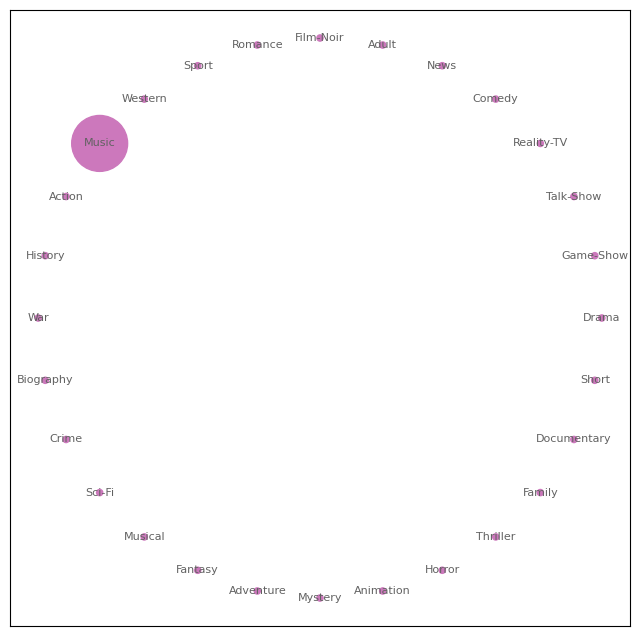 Film-Noir
Romance
Adult
Sport
News
Western
Comedy
Music
Reality-TV
Action
Talk-Show
History
Game-Show
War
Drama
Biography
Short
Crime
Documentary
Sci-Fi
Family
Musical
Thriller
Fantasy
Horror
Adventure
Animation
Mystery